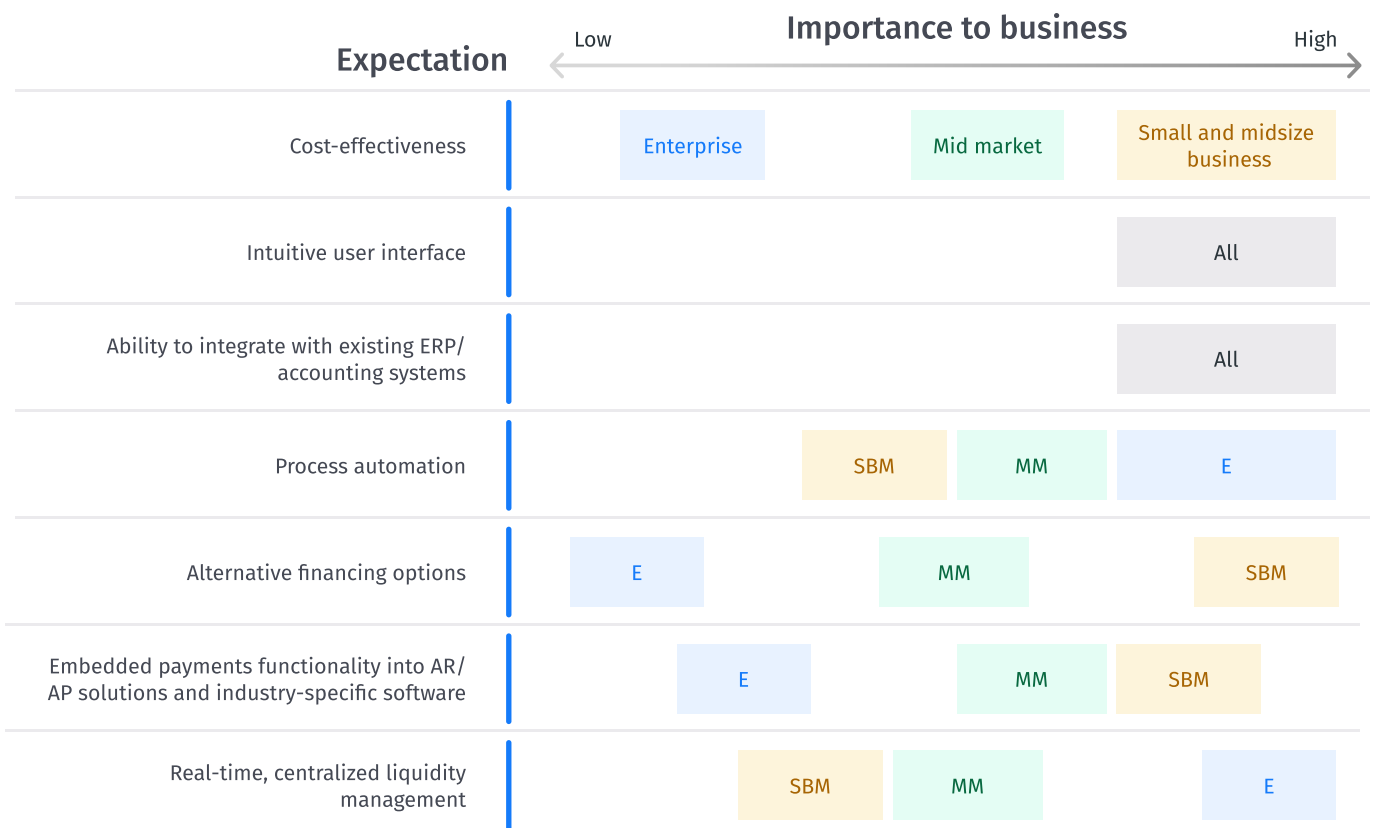 Importance to business
Low
High
Expectation
Cost-effectiveness
Enterprise
Mid market
Small and midsize
business
Intuitive user interface
All
Ability to integrate with existing ERP/
accounting systems
All
Process automation
SBM
MM
E
Alternative financing options
E
MM
SBM
Embedded payments functionality into AR/
AP solutions and industry-specific software
E
MM
SBM
Real-time, centralized liquidity
management
SBM
MM
E